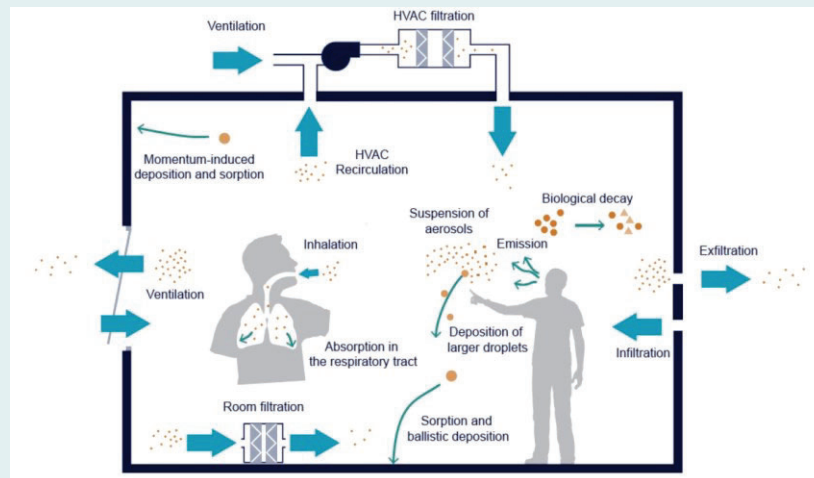 HVAC filtration
Ventilation
Momentum-induced
deposition and sorption
HVAC
Recirculation
Biological decay
Suspension of
aerosols
Emission
Inhalation
Exfiltration
Ventilation
Absorption in
the respiratory tract
Deposition of
larger droplets
Infiltration
Room filtration
Sorption and
ballistic deposition